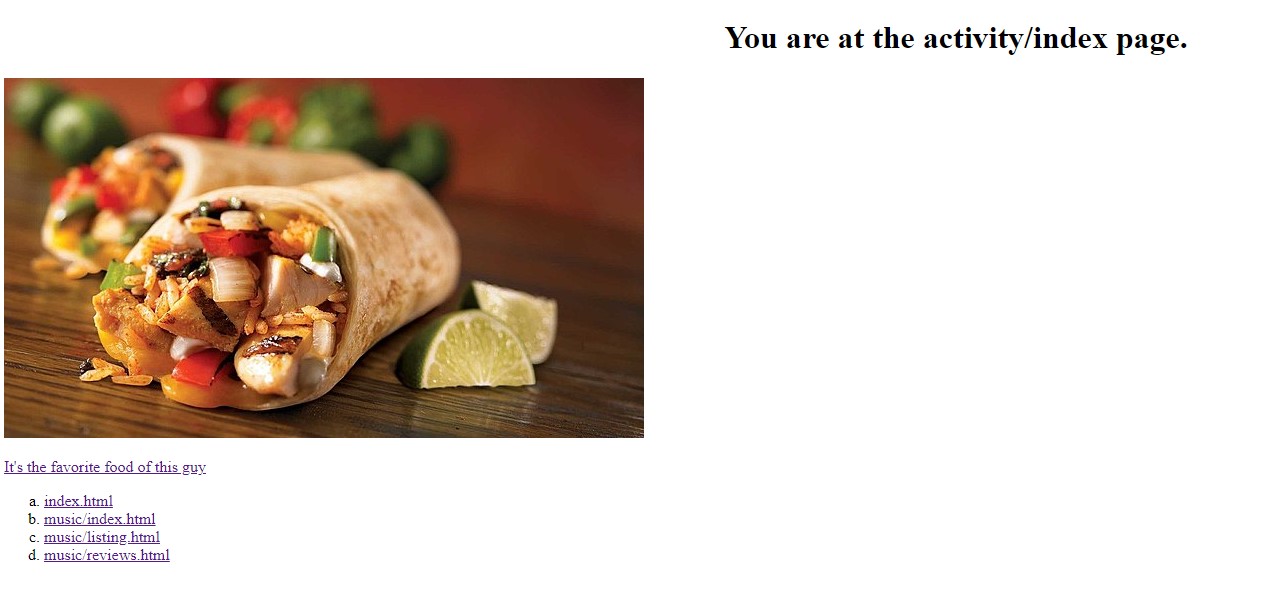 You are at the activity/index page.
It's the favorite food of this guy
a. index.html
b. music/index.html
c. music/listing.html
d. music/reviews.html